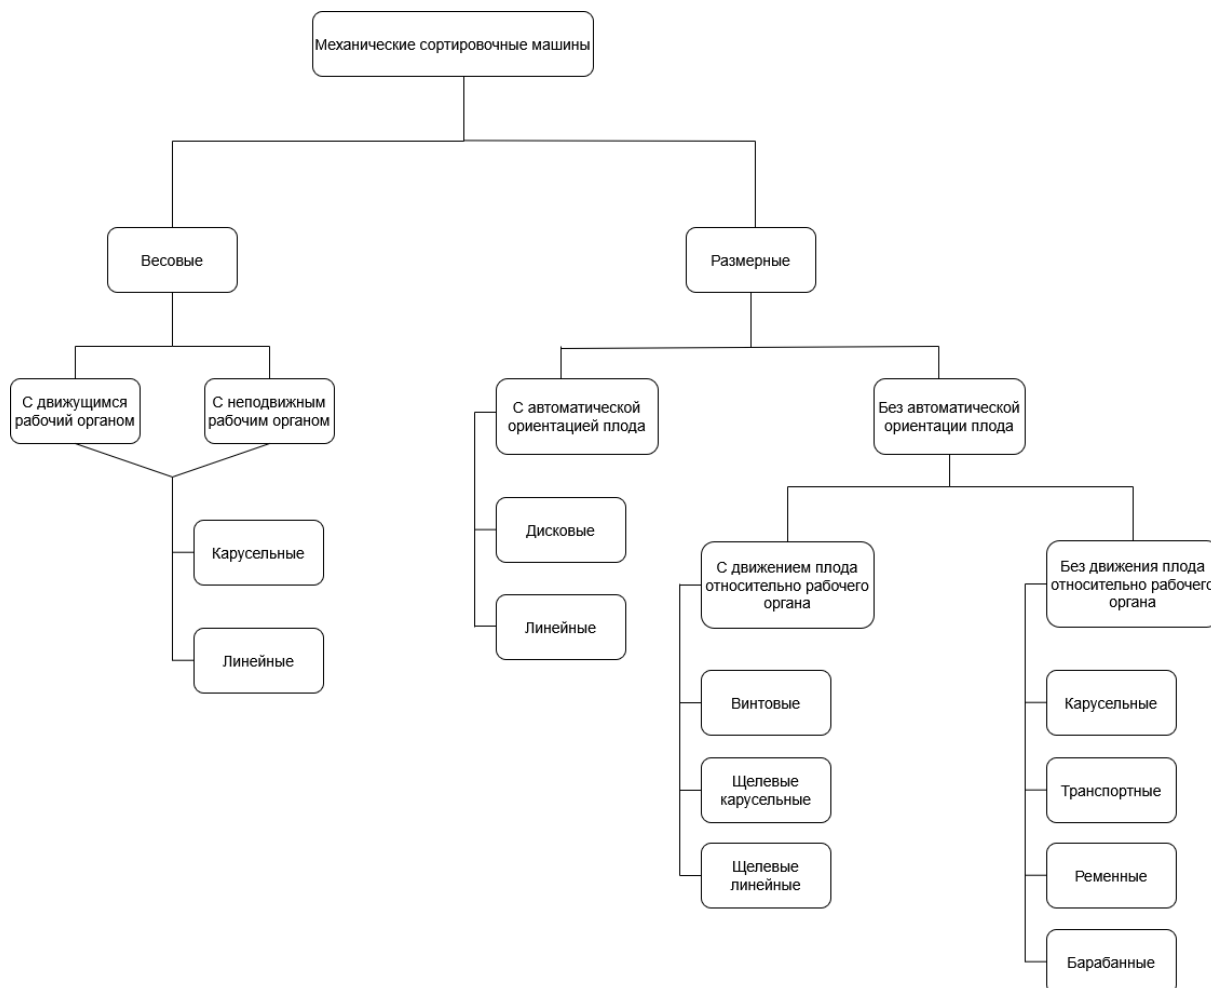 Механические сортировочные машины
Весовые
Размерные
С движущимся
рабочий органом
С неподвижным
рабочим органом
С автоматической
ориентацией плода
Без автоматической
ориентации плода
Карусельные
Линейные
Дисковые
Линейные
С движением плода
относительно рабочего
органа
Без движения плода
относительно рабочего
органа
Винтовые
Щелевые
карусельные
Щелевые
линейные
Карусельные
Транспортные
Ременные
Барабанные